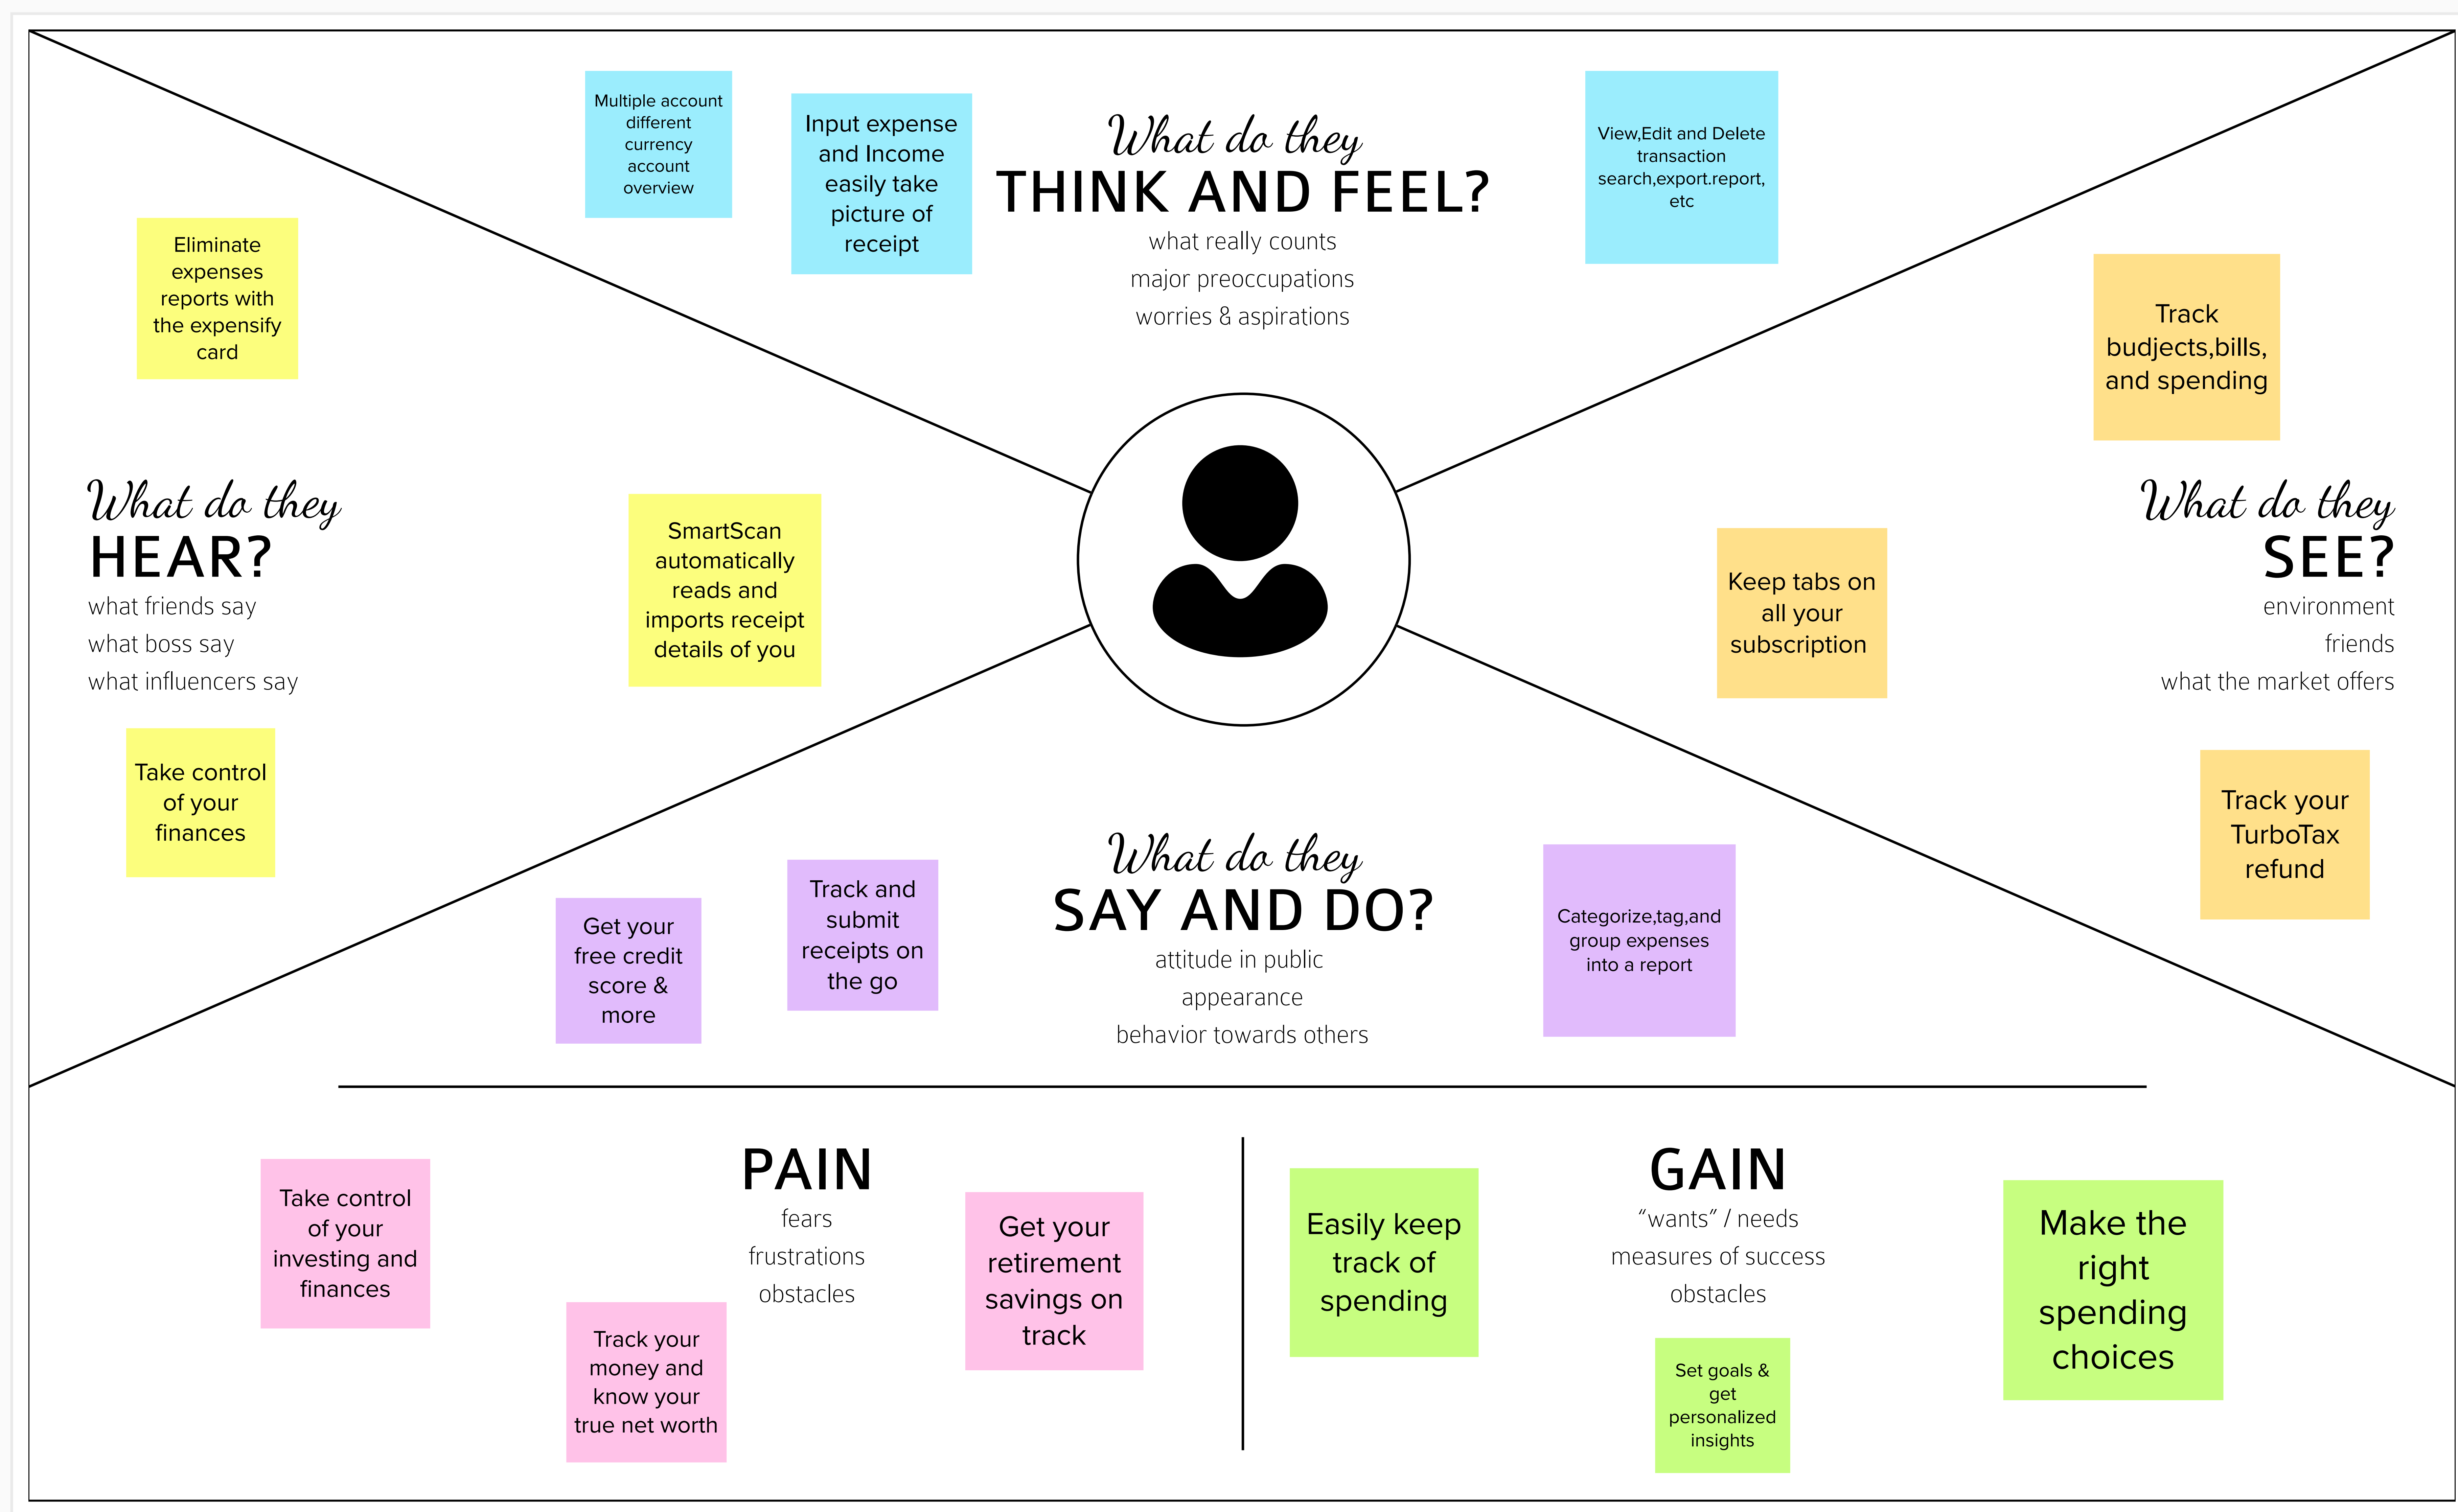 Multiple account
different
currency
account
overview
Input expense
and Income
easily take
picture of
receipt
What do they
THINK AND FEEL?
what really counts
major preoccupations
worries & aspirations
View,Edit and Delete
transaction
search,export.report,
etc
Eliminate
expenses
reports with
the expensify
card
What do they
HEAR?
what friends say
what boss say
what influencers say
SmartScan
automatically
reads and
imports receipt
details of you
Take control
of your
finances
Track
budjects,bills,
and spending
Keep tabs on
all your
subscription
What do they
SEE?
environment
friends
what the market offers
Track your
TurboTax
refund
Get your
free credit
score &
more
Track and
submit
receipts on
the go
What do they
SAY AND DO?
attitude in public
appearance
behavior towards others
Categorize,tag,and
group expenses
into a report
Take control
of your
investing and
finances
Track your
money and
know your
true net worth
PAIN
fears
frustrations
obstacles
Get your
retirement
savings on
track
Easily keep
track of
spending
GAIN
“wants” / needs
measures of success
obstacles
Set goals &
get
personalized
insights
Make the
right
spending
choices